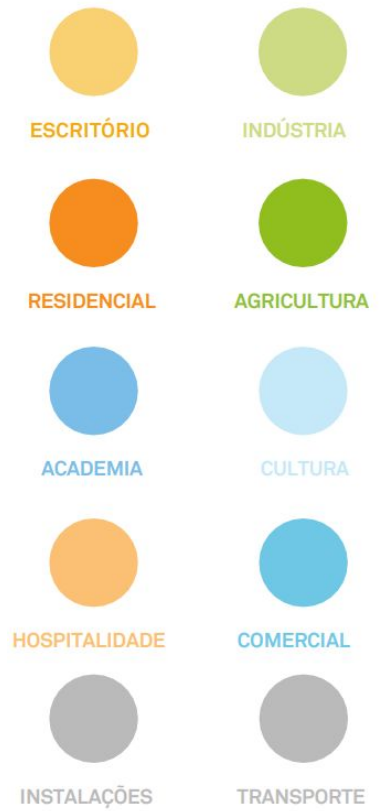 ESCRITÓRIO
INDÚSTRIA
RESIDENCIAL
AGRICULTURA
ACADEMIA
CULTURA
HOSPITALIDADE
COMERCIAL
INSTALAÇÕES
TRANSPORTE